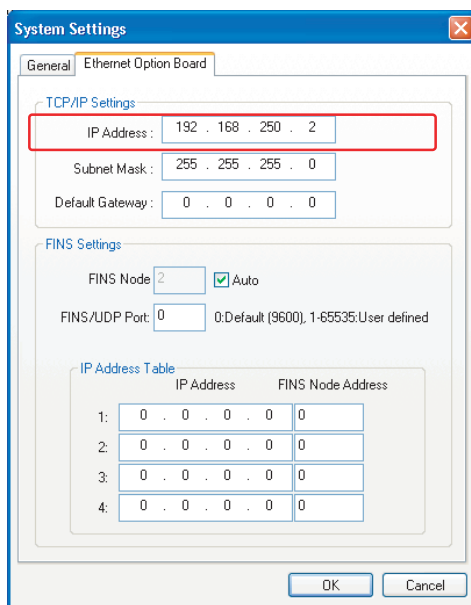 System Settings
General Ethernet Option Board
TCP/IP Settings
IP Address : 192 . 168 . 250 . 2
Subnet Mask : 255 . 255 . 255 . 0
Default Gateway : 0 . 0 . 0 . 0
FINS Settings
FINS Node 2 Auto
FINS/UDP Port: 0 0:Default (9600), 1-65535:User defined
IP Address Table
IP Address FINS Node Address
1: 0 . 0 . 0 . 0 0
2: 0 . 0 . 0 . 0 0
3: 0 . 0 . 0 . 0 0
4: 0 . 0 . 0 . 0 0
OK Cancel